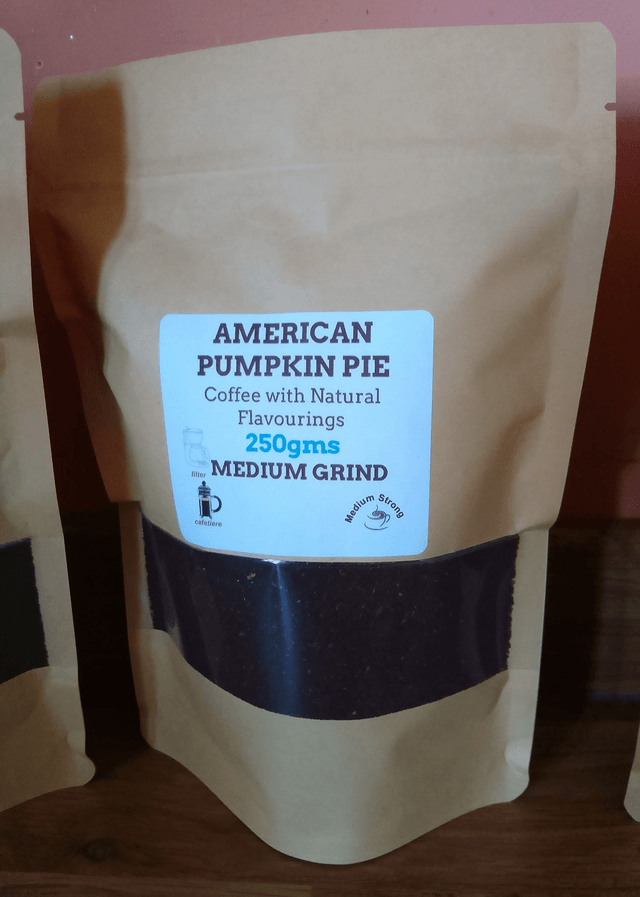 AMERICAN
PUMPKIN PIE
Coffee with Natural
Flavourings
250gms
filter
MEDIUM GRIND
cafetiere
Medium Strong